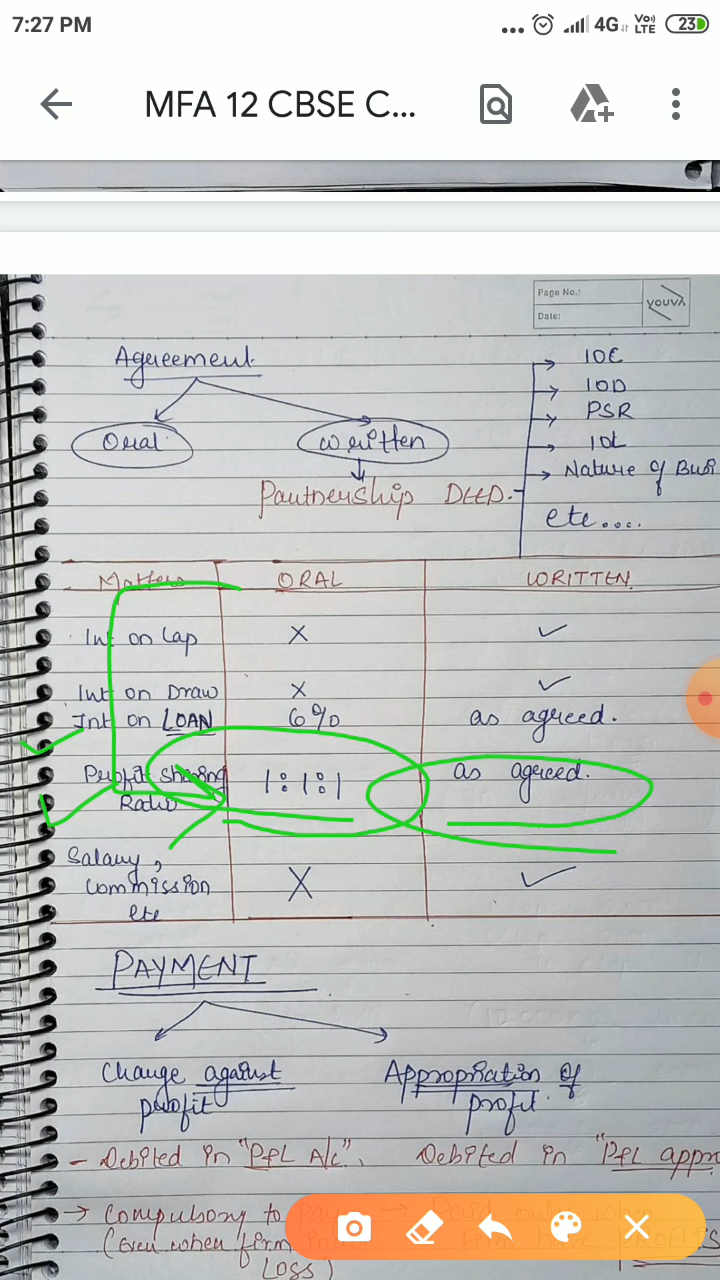 7:27 PM
... 4G Vo) LTE 23
MFA 12 CBSE C...
Page No.:
Date:
YOUVA
Agreement
Oral
written
Partnership DEED.
IOC
IOD
PSR
IOL
Nature of Busi
etc....
Matters ORAL WRITTEN
Int on Cap X ✓
Int on Draw X ✓
Int on LOAN 6% as agreed.
Profit sharing Ratio 1:1:1 as agreed.
Salary, commission etc X ✓
PAYMENT
Charge against profit
Appropriation of profit.
- Debited in "P&L A/c".
Debited in "P&L appr
→ Compulsory to
(Even when firm
LOSS)